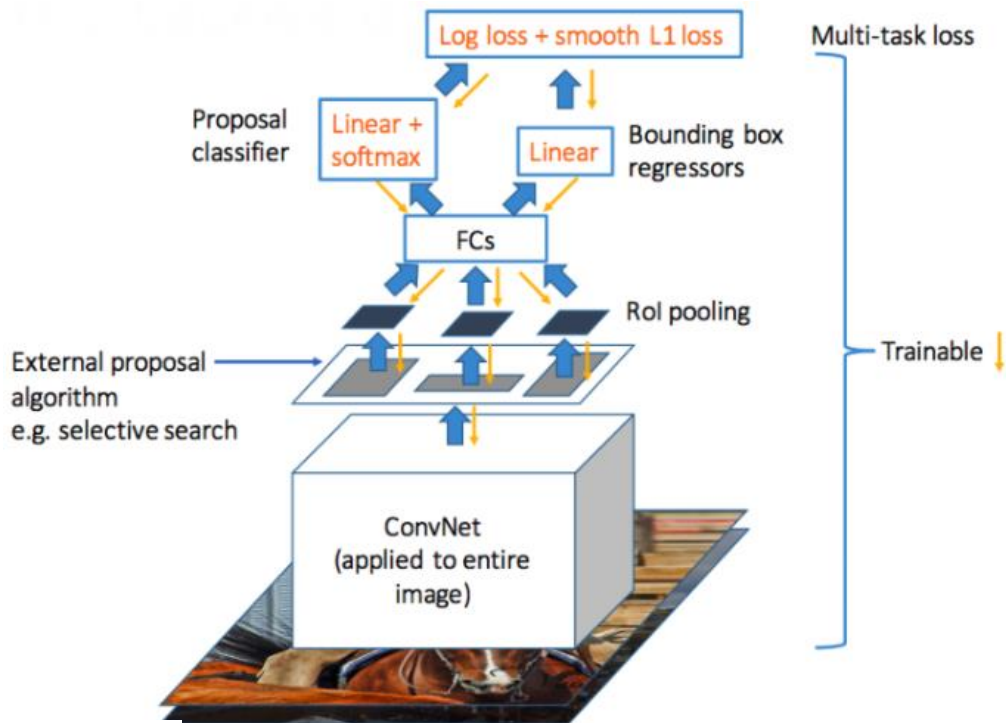 Log loss + smooth L1 loss
Multi-task loss
Proposal
classifier
Linear +
softmax
Linear
Bounding box
regressors
FCs
RoI pooling
External proposal
algorithm
e.g. selective search
Trainable
ConvNet
(applied to entire
image)